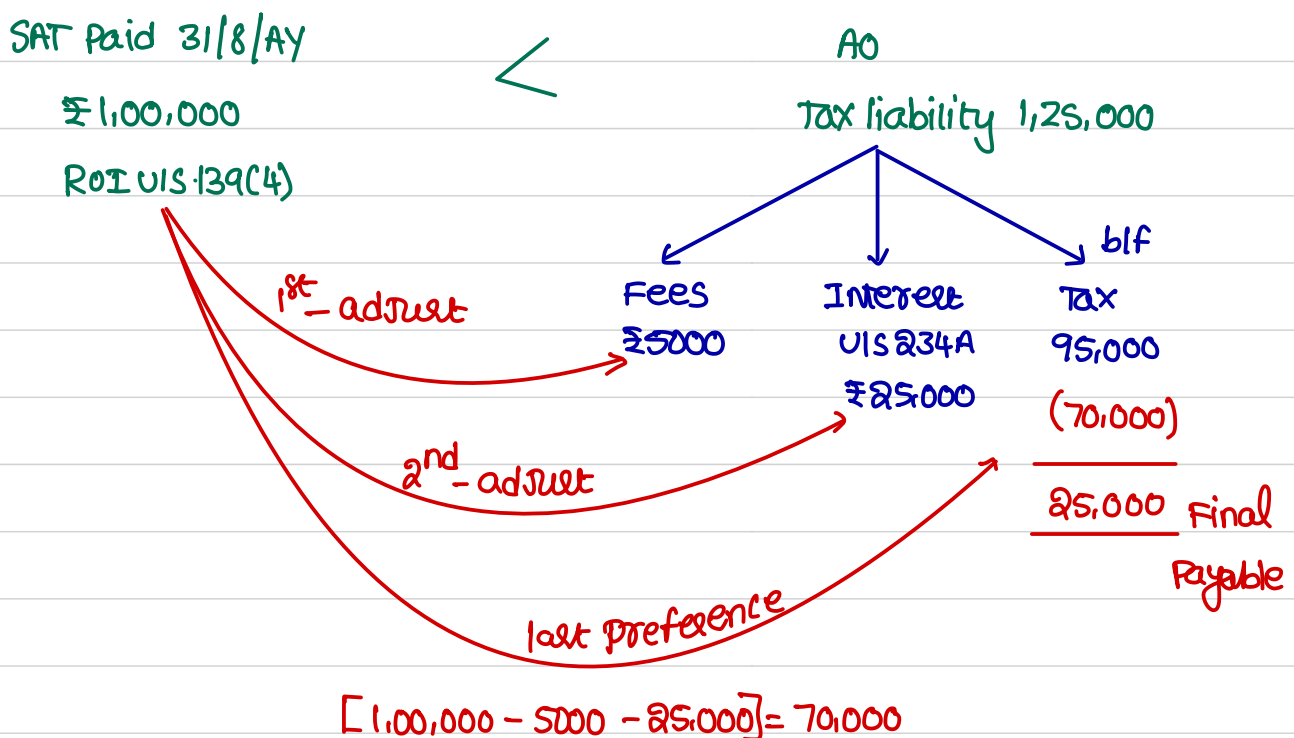 SAT Paid 31/8/AY
<
AO
₹1,00,000
Tax liability 1,25,000
ROI U/S 139(4)
b/f
Fees
Interest
Tax
₹5000
U/S 234A
95,000
₹25,000
(70,000)
1st - adjust
2nd - adjust
25,000 Final
Payable
last Preference
[1,00,000 - 5000 - 25,000] = 70,000